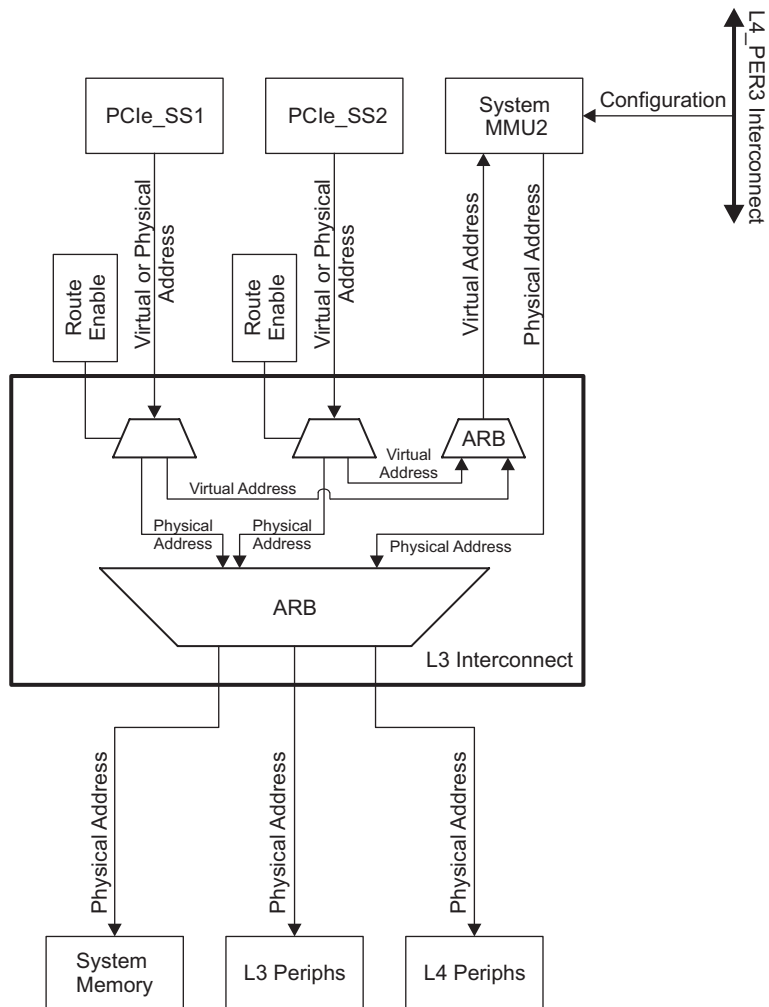 L4_PER3 Interconnect
PCIe_SS1
PCIe_SS2
System
MMU2
Configuration
Route
Enable
Virtual or Physical
Address
Route
Enable
Virtual or Physical
Address
Virtual Address
Physical Address
ARB
Virtual
Address
Virtual Address
Physical
Address
Physical
Address
Physical Address
ARB
L3 Interconnect
Physical Address
Physical Address
Physical Address
System
Memory
L3 Periphs
L4 Periphs